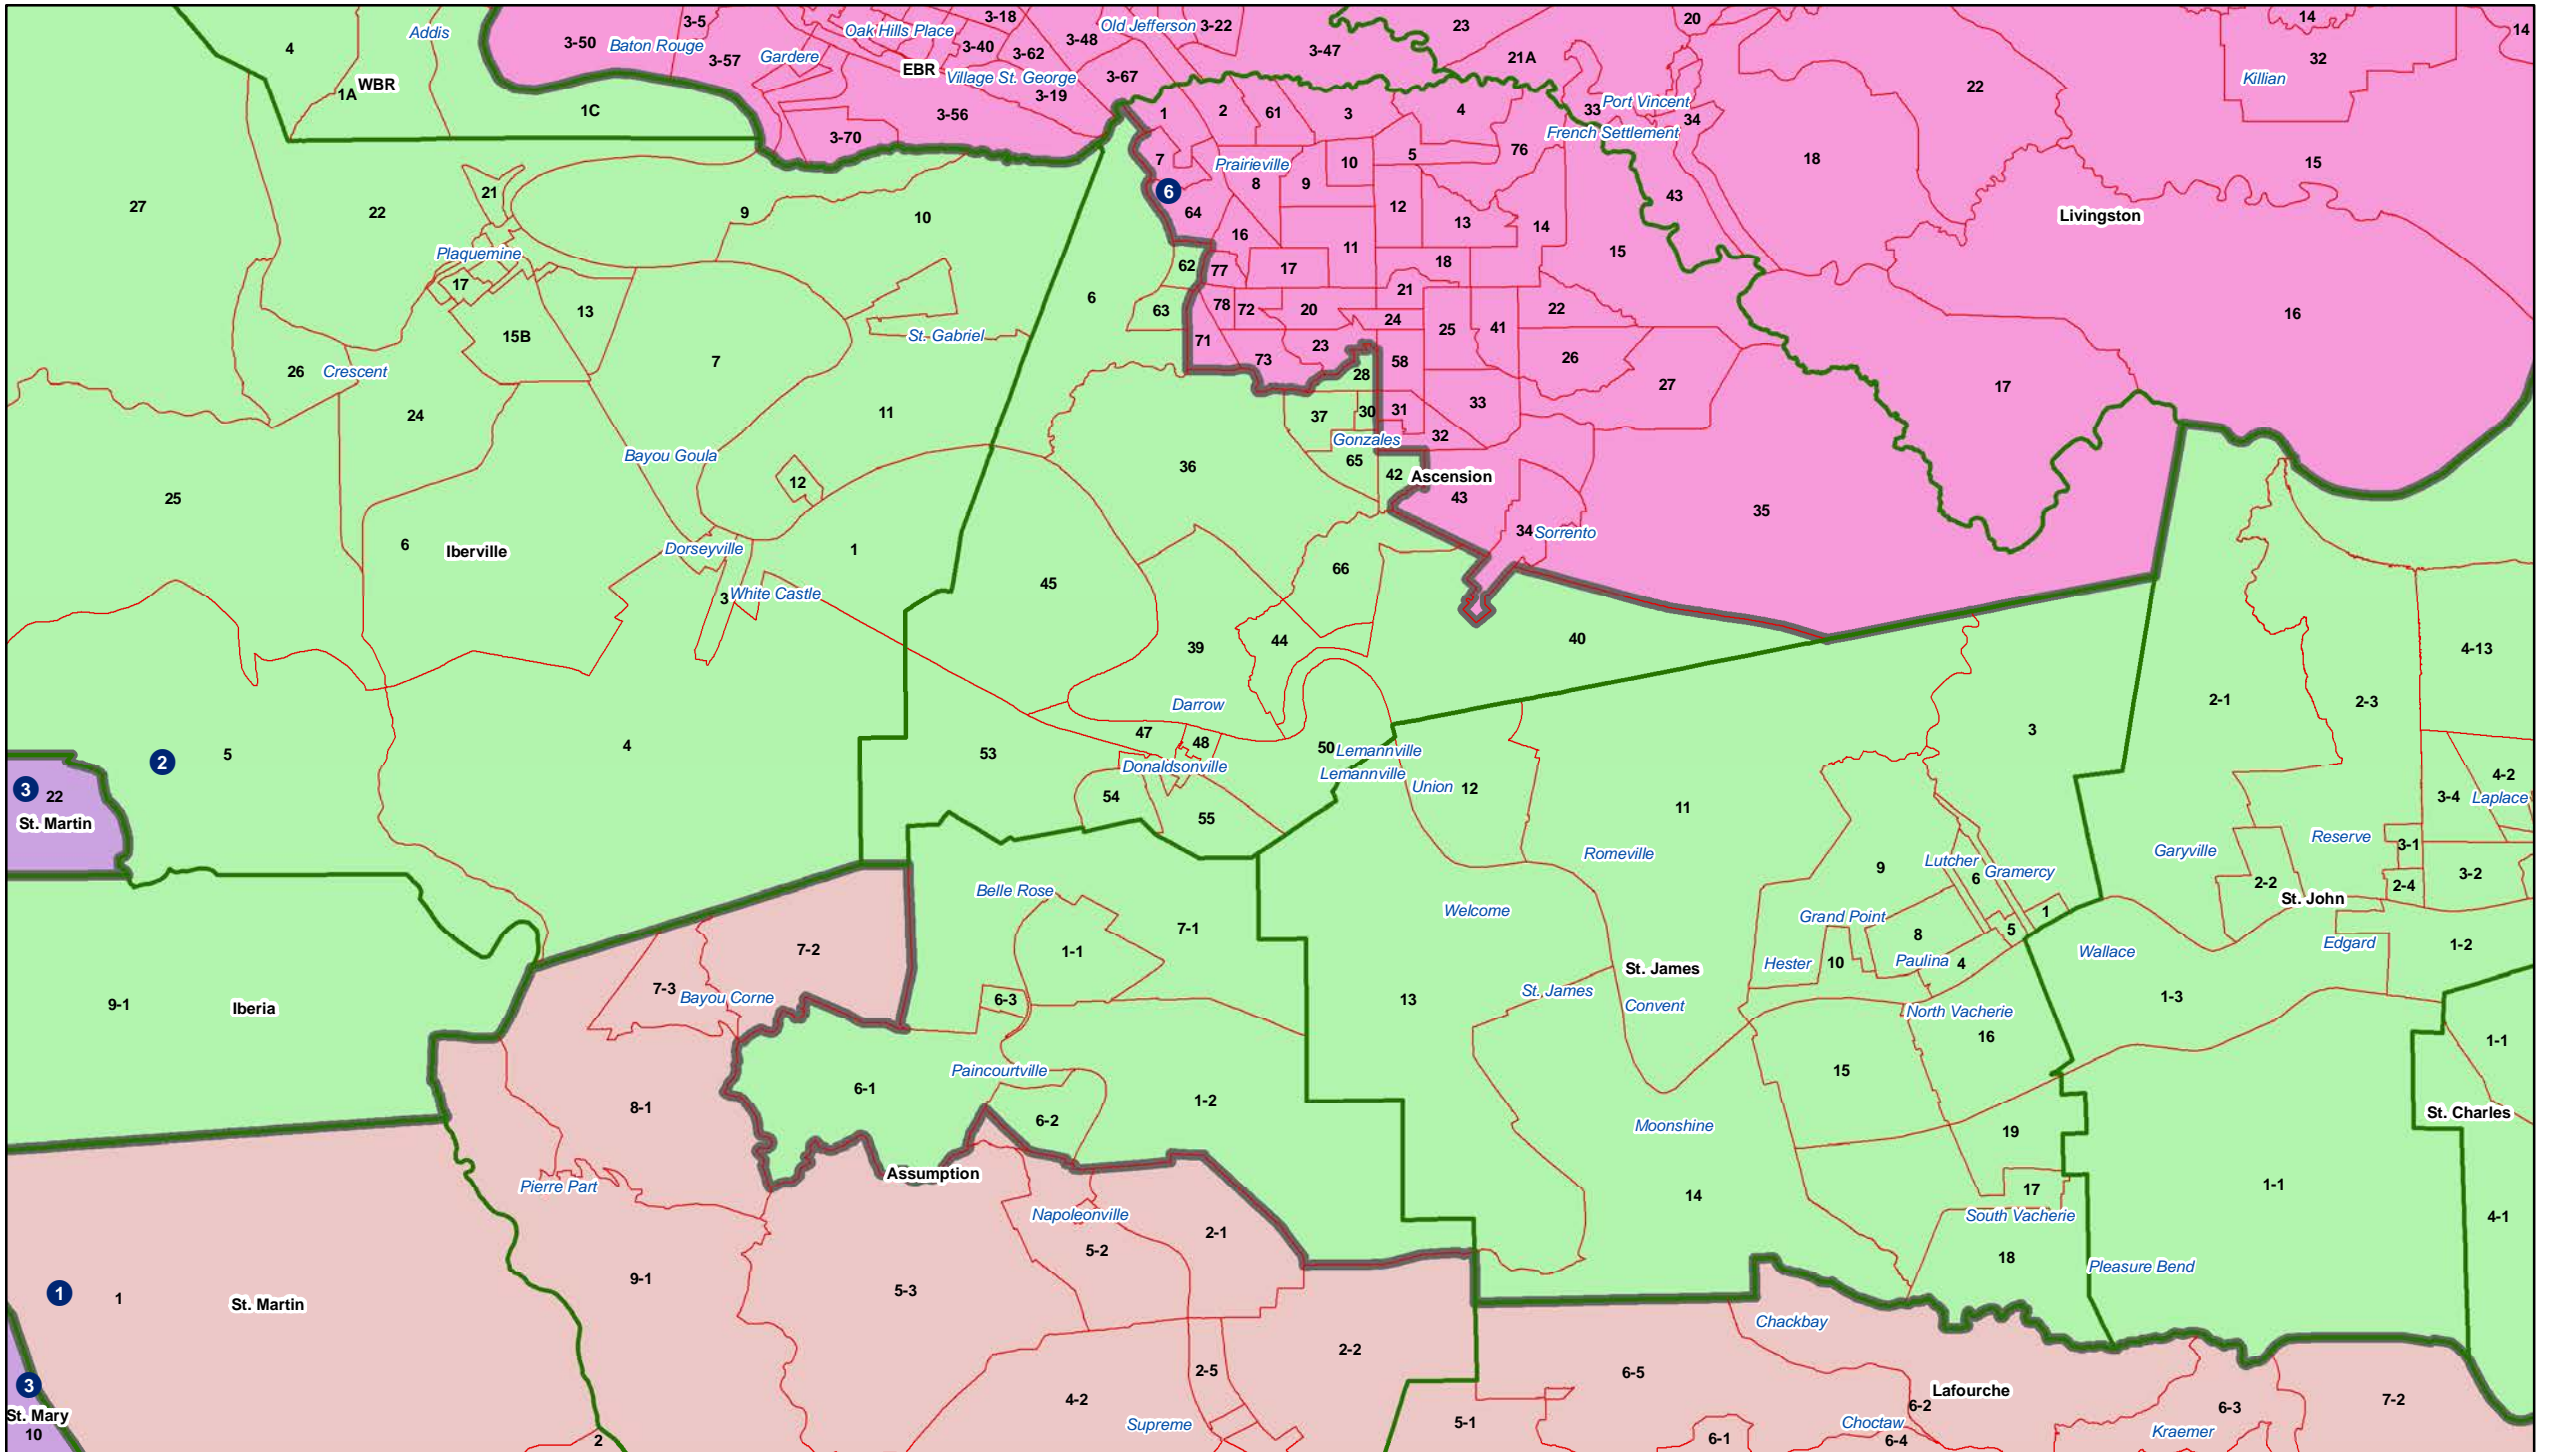 4
Addis
1A
WBR
1C
3-50
3-5
Baton Rouge
3-57
Gardere
Oak Hills Place
3-18
3-40
3-62
3-48
Old Jefferson
3-22
EBR
Village St. George
3-19
3-67
3-56
3-70
3-47
23
21A
20
14
14
32
Killian
22
18
15
Livingston
16
17
33
Port Vincent
34
French Settlement
43
1
2
61
3
4
7
Prairieville
5
76
10
8
9
6
64
12
13
14
15
16
11
62
77
17
18
21
63
78
72
20
24
22
25
41
71
73
23
58
26
27
28
37
30
31
33
32
Gonzales
65
42
Ascension
43
34
Sorrento
35
27
22
21
9
10
Plaquemine
17
13
15B
6
7
St. Gabriel
26
Crescent
24
11
Bayou Goula
12
25
6
Iberville
Dorseyville
1
3
White Castle
36
66
45
39
44
40
Darrow
47
48
50
Lemannville
Lemannville
53
Donaldsonville
54
55
Union
12
4
2
5
3
22
St. Martin
11
3
2-1
2-3
4-13
4-2
3-4
Laplace
Reserve
3-1
Garyville
2-2
2-4
3-2
St. John
Romeville
9
Lutcher
6
Gramercy
1
Grand Point
8
5
Hester
10
Paulina
4
Wallace
Edgard
1-2
1-3
North Vacherie
16
15
Belle Rose
7-1
1-1
Welcome
13
St. James
St. James
Convent
7-2
7-3
Bayou Corne
6-3
9-1
Iberia
Paincourtville
6-1
6-2
1-2
8-1
Moonshine
14
19
17
South Vacherie
18
1-1
Pleasure Bend
1-1
St. Charles
4-1
Pierre Part
Assumption
Napoleonville
5-2
2-1
9-1
5-3
1
1
St. Martin
3
St. Mary
10
2
2-2
2-5
4-2
Supreme
Chackbay
6-5
5-1
6-1
Lafourche
6-2
Choctaw
6-4
6-3
Kraemer
7-2